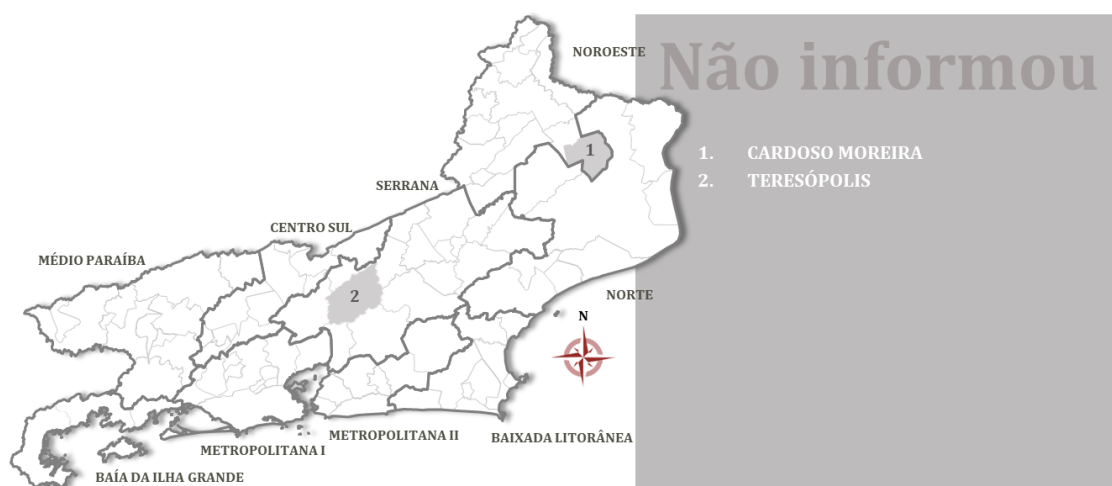 NOROESTE
Não informou
1
1. CARDOSO MOREIRA
2. TERESÓPOLIS
SERRANA
CENTRO SUL
MÉDIO PARAÍBA
2
NORTE
N
METROPOLITANA II
BAIXADA LITORÂNEA
METROPOLITANA I
BAÍA DA ILHA GRANDE